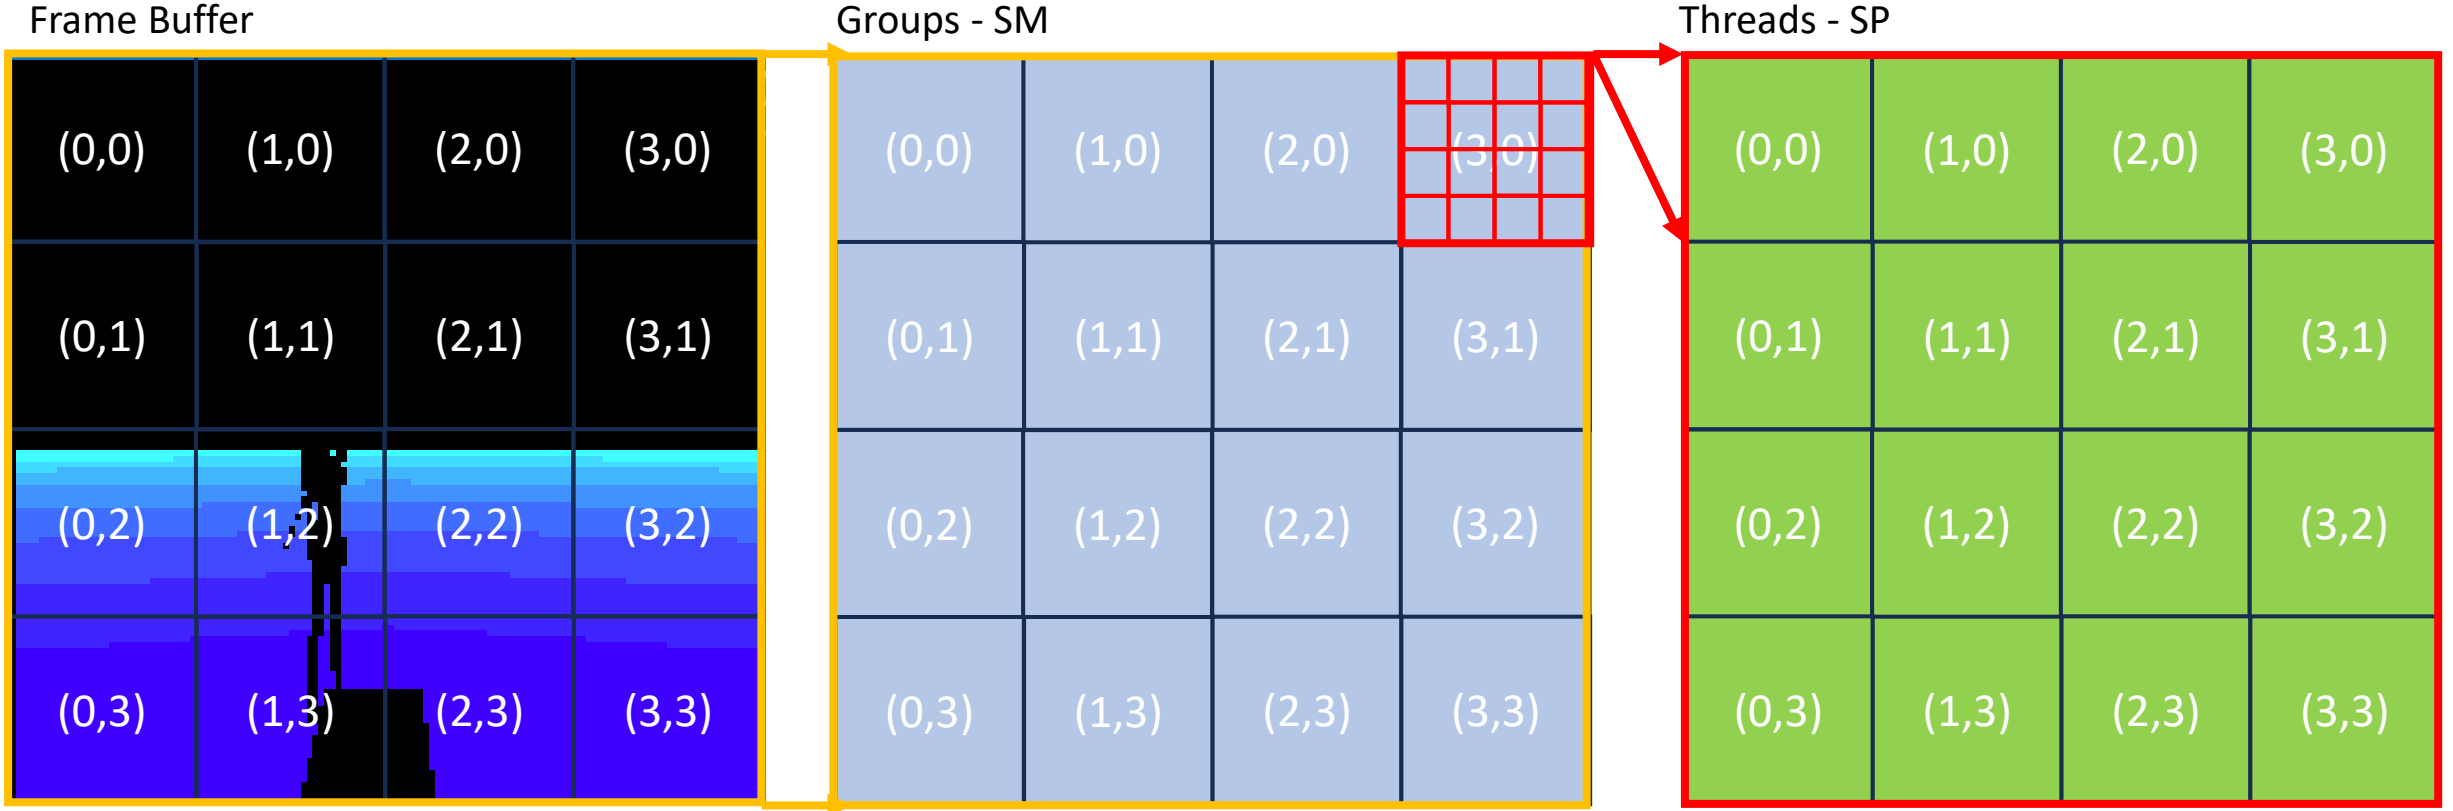 Frame Buffer Groups - SM Threads - SP
(0,0) (1,0) (2,0) (3,0) (0,0) (1,0) (2,0) (3,0) (0,0) (1,0) (2,0) (3,0)
(0,1) (1,1) (2,1) (3,1) (0,1) (1,1) (2,1) (3,1) (0,1) (1,1) (2,1) (3,1)
(0,2) (1,2) (2,2) (3,2) (0,2) (1,2) (2,2) (3,2) (0,2) (1,2) (2,2) (3,2)
(0,3) (1,3) (2,3) (3,3) (0,3) (1,3) (2,3) (3,3) (0,3) (1,3) (2,3) (3,3)